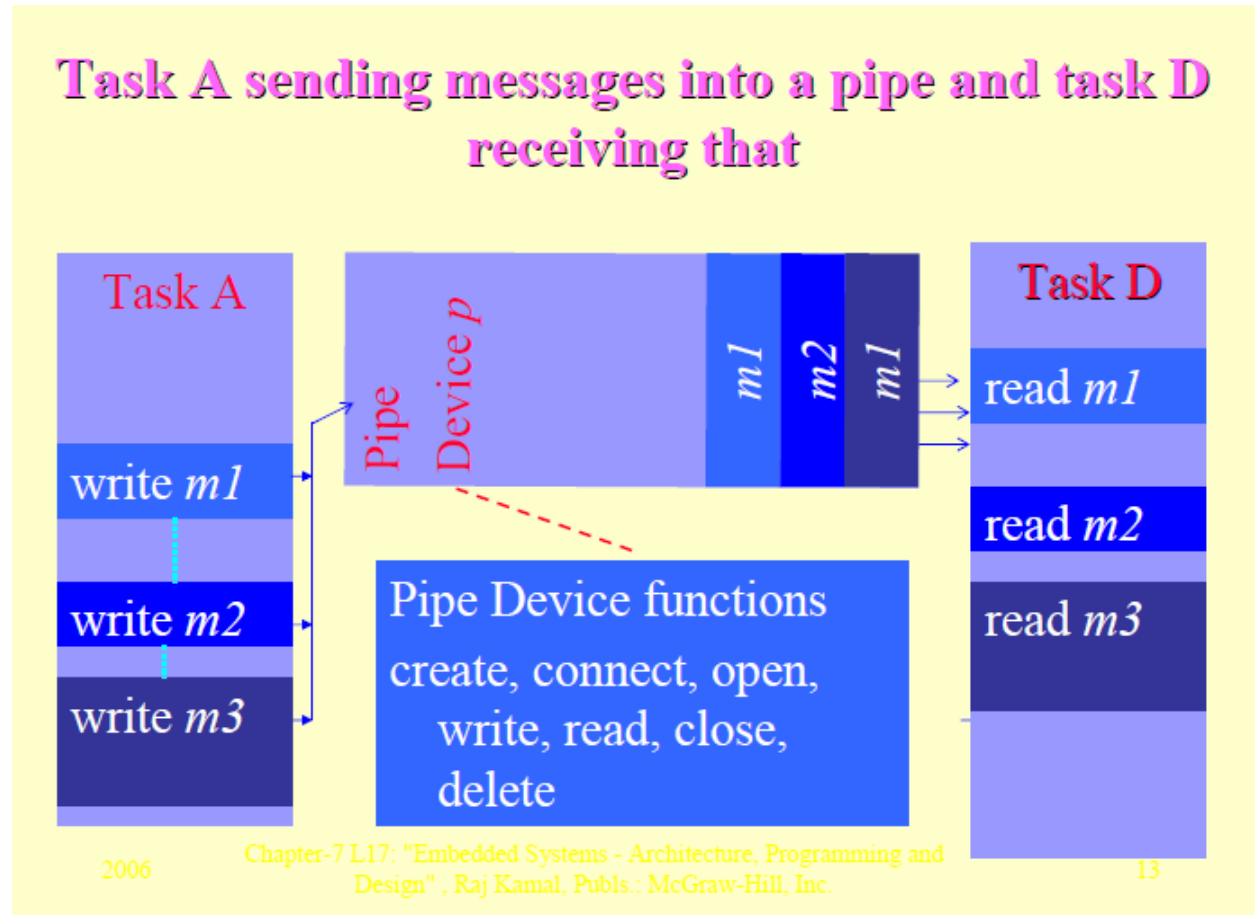 Task A sending messages into a pipe and task D
receiving that
Task A
write m1
write m2
write m3
Pipe
Device p
m1
m2
m1
Task D
read m1
read m2
read m3
Pipe Device functions
create, connect, open,
write, read, close,
delete
2006
Chapter-7 L17: "Embedded Systems - Architecture, Programming and
Design" , Raj Kamal, Publs.: McGraw-Hill, Inc.
13